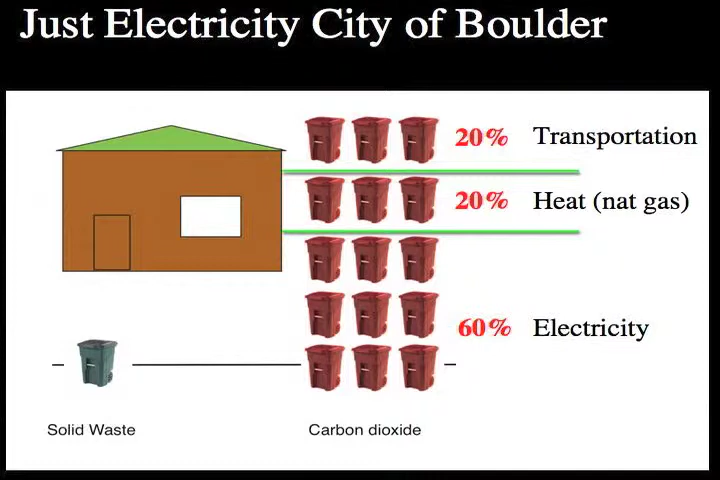 Just Electricity City of Boulder
20% Transportation
20% Heat (nat gas)
60% Electricity
Solid Waste
Carbon dioxide